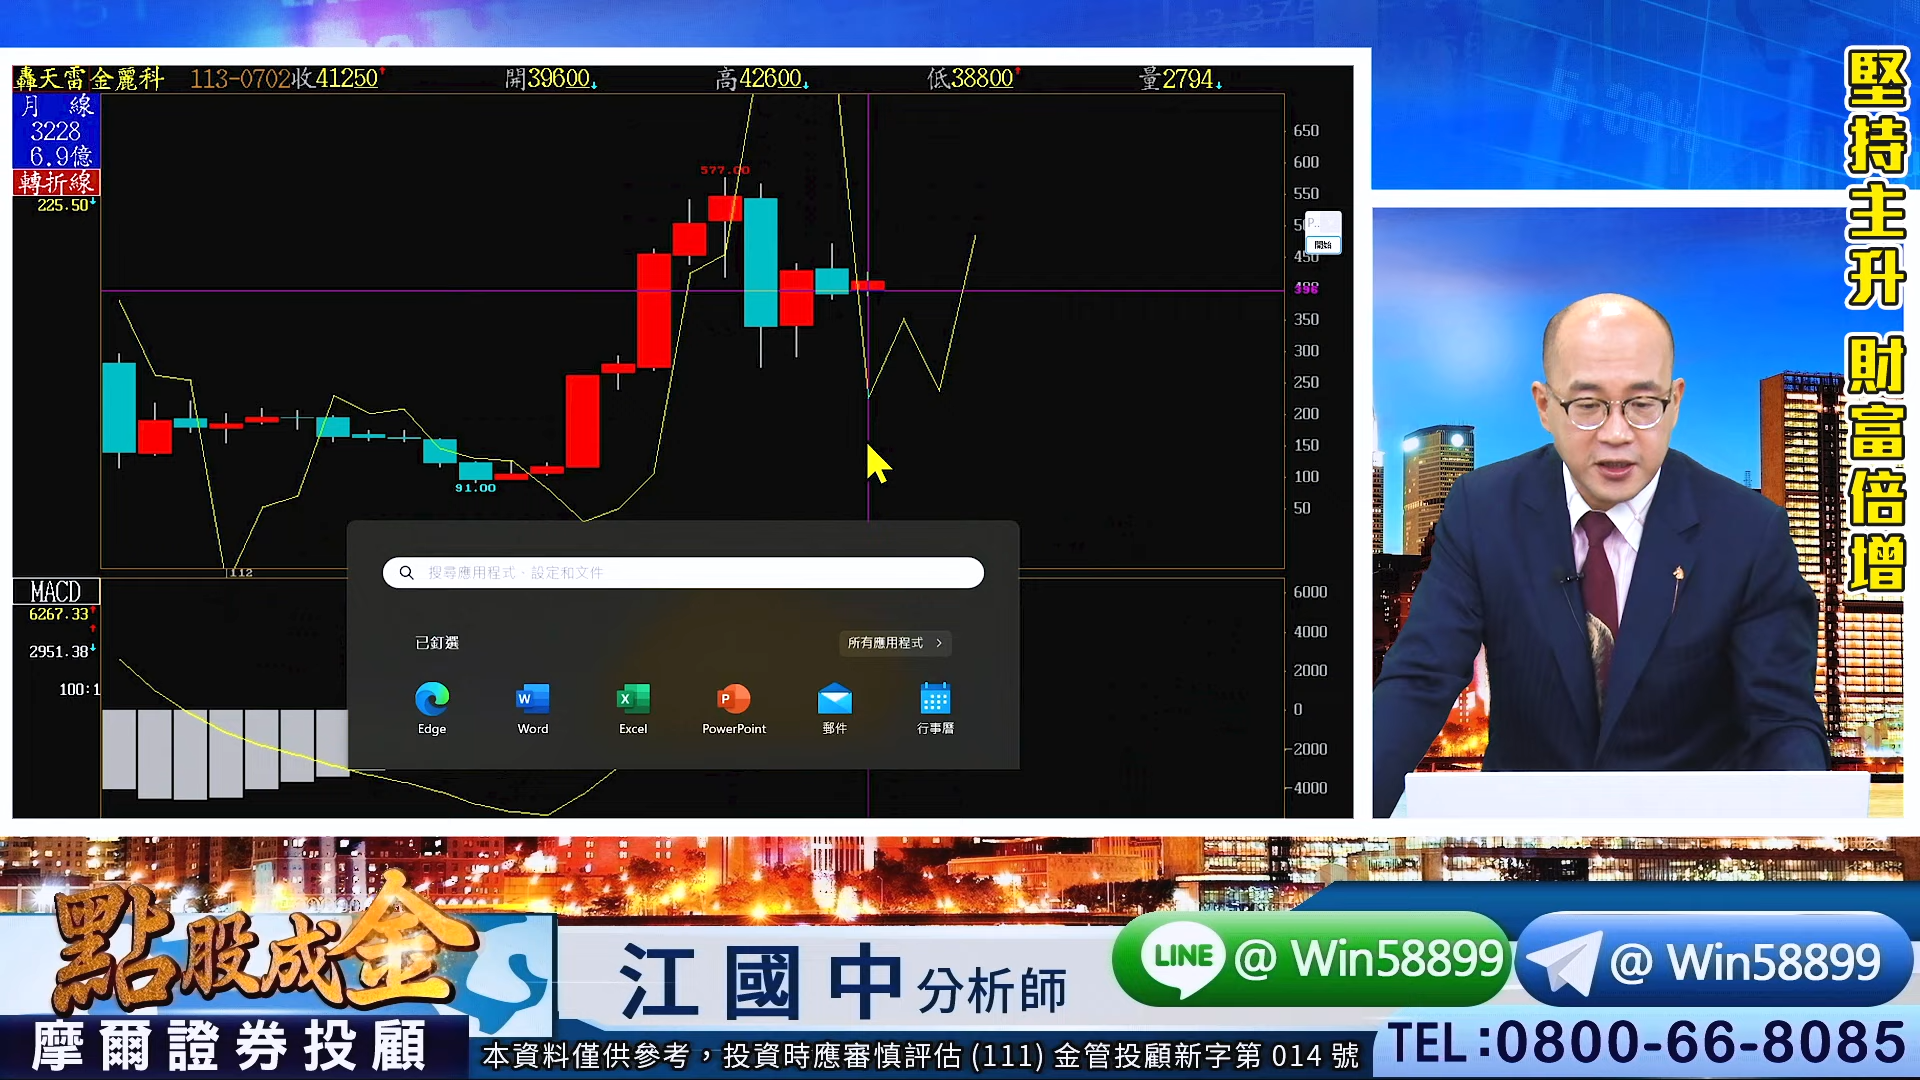 轟天雷金麗科 113-0702收41250 開39600 高42600 低38800 量2794
月 線
3228
6.9億
轉折線
225.50
577.00
91.00
650
600
550
450
396
350
300
250
200
150
100
50
P..
開始
112
MACD
6267.33
2951.38
100:1
6000
4000
2000
0
-2000
-4000
搜尋應用程式、設定和文件
已釘選
所有應用程式 >
Edge Word Excel PowerPoint 郵件 行事曆
堅持主升 財富倍增
點股成金
摩爾證券投顧
江國中 分析師
LINE @ Win58899
@ Win58899
本資料僅供參考，投資時應審慎評估 (111) 金管投顧新字第 014 號
TEL:0800-66-8085